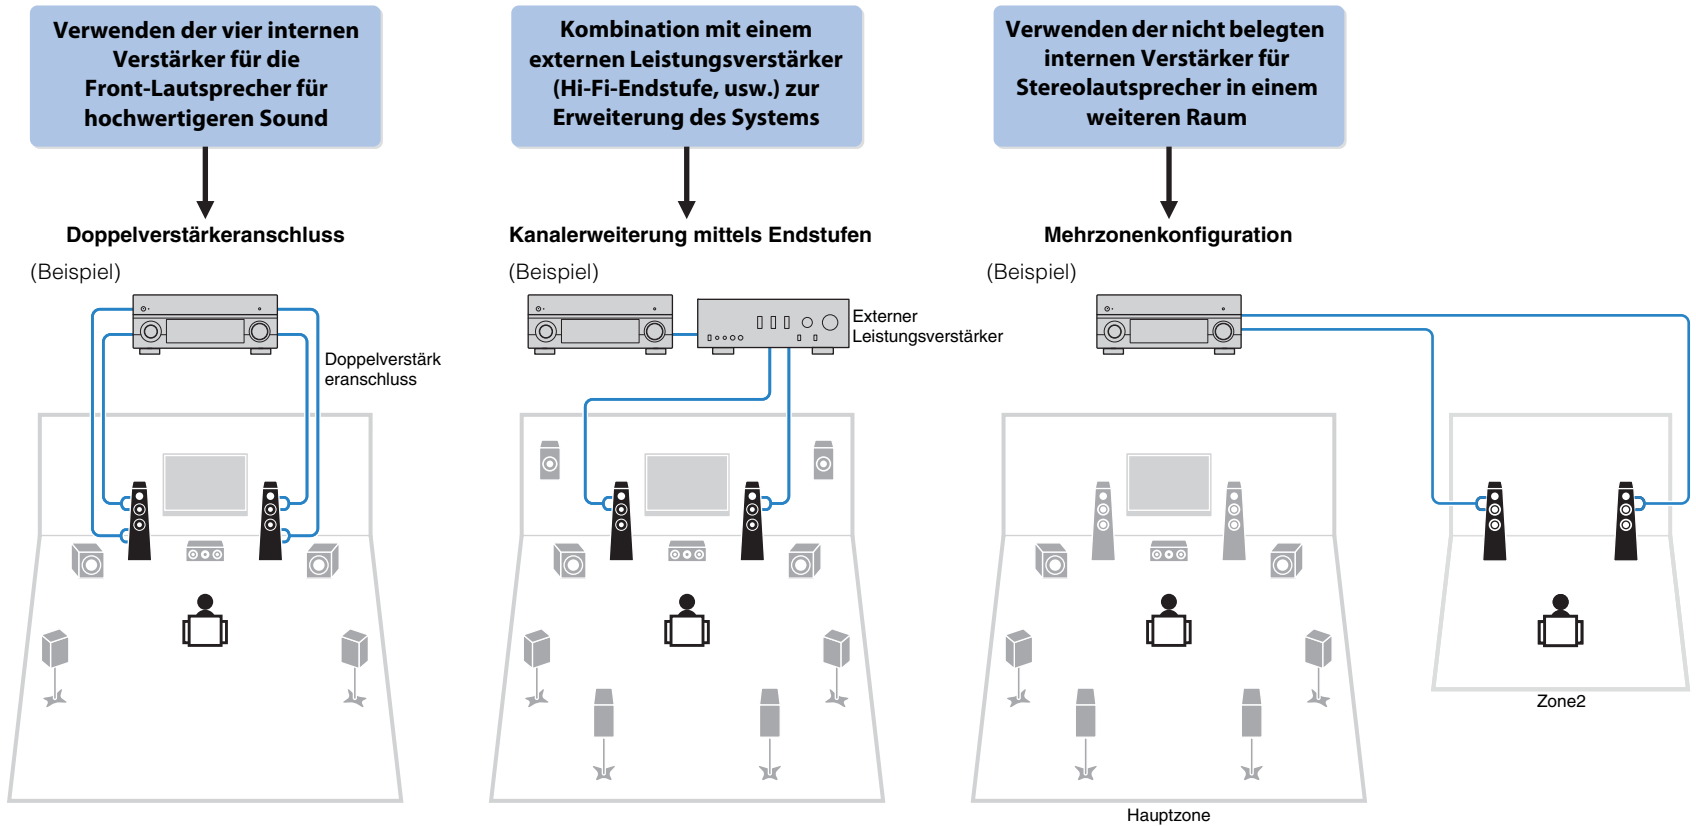 Verwenden der vier internen
Verstärker für die
Front-Lautsprecher für
hochwertigeren Sound
Doppelverstärkeranschluss
(Beispiel)
Doppelverstärk
eranschluss
Kombination mit einem
externen Leistungsverstärker
(Hi-Fi-Endstufe, usw.) zur
Erweiterung des Systems
Kanalerweiterung mittels Endstufen
(Beispiel)
Externer
Leistungsverstärker
Verwenden der nicht belegten
internen Verstärker für
Stereolautsprecher in einem
weiteren Raum
Mehrzonenkonfiguration
(Beispiel)
Zone2
Hauptzone